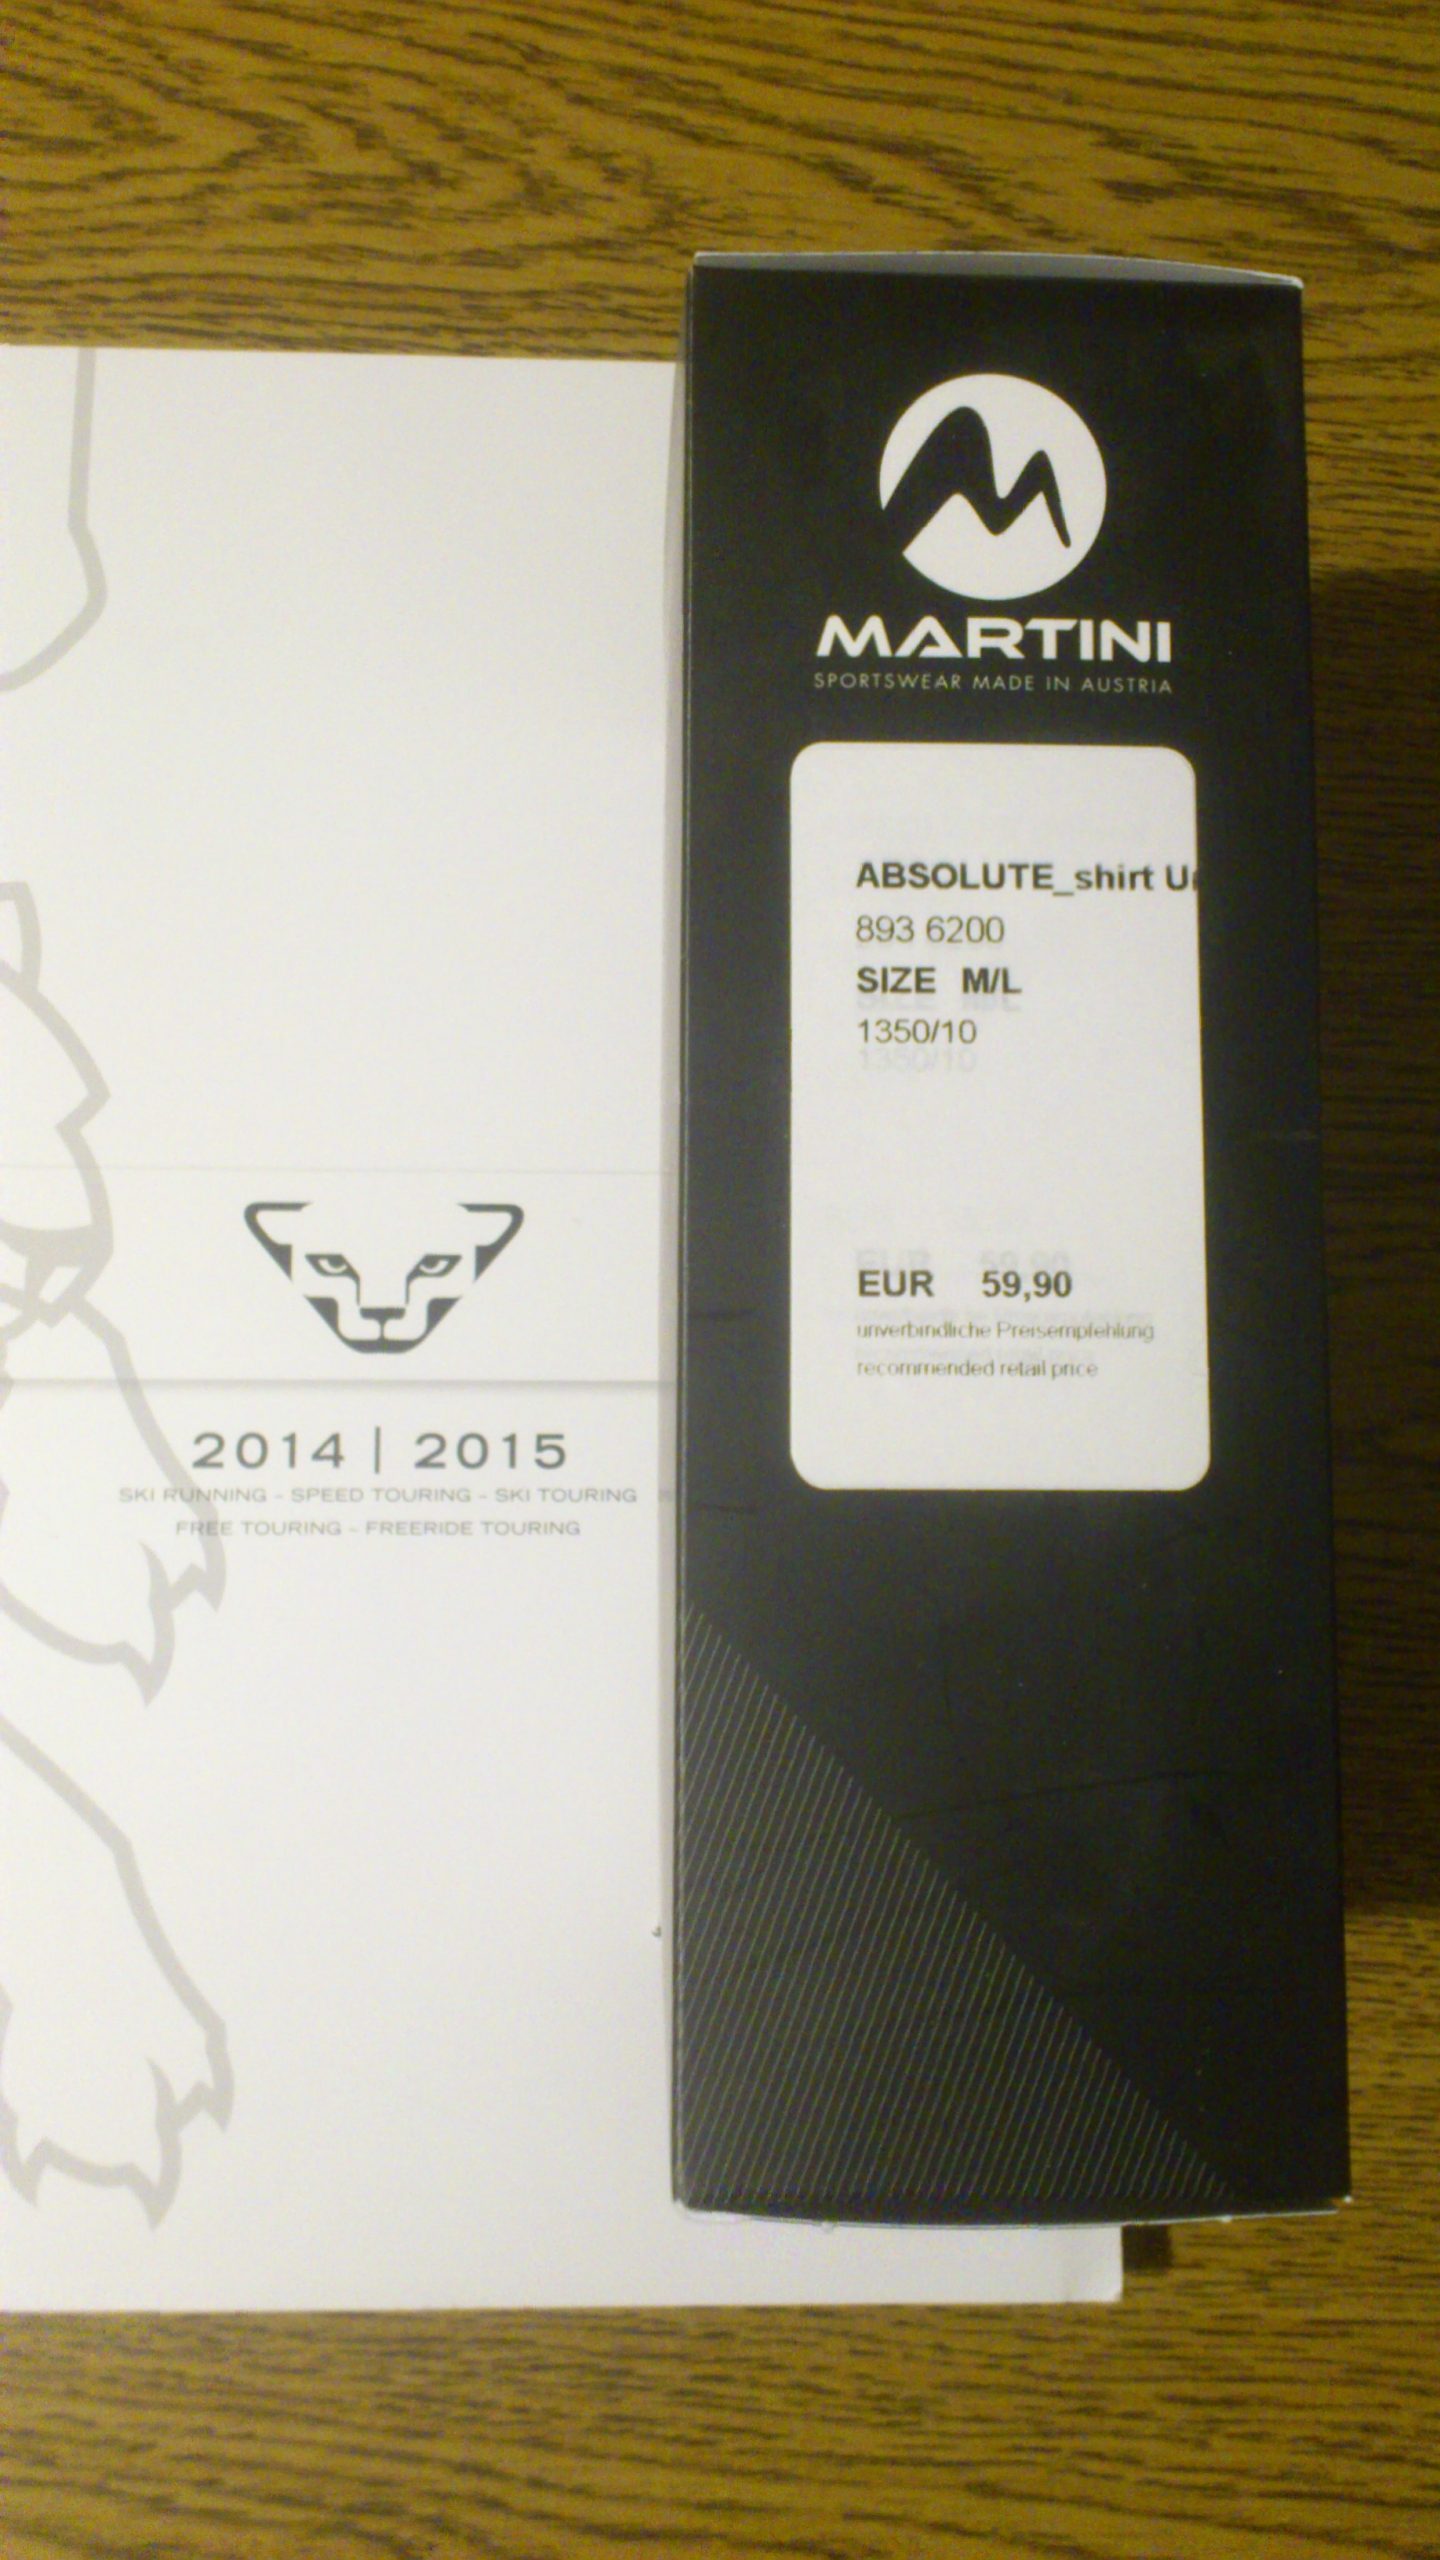 MARTINI
SPORTSWEAR MADE IN AUSTRIA
ABSOLUTE_shirt
893 6200
SIZE M/L
1350/10
EUR 59,90
unverbindliche Preisempfehlung
recommended retail price
2014 | 2015
SKI RUNNING - SPEED TOURING - SKI TOURING
FREE TOURING - FREERIDE TOURING